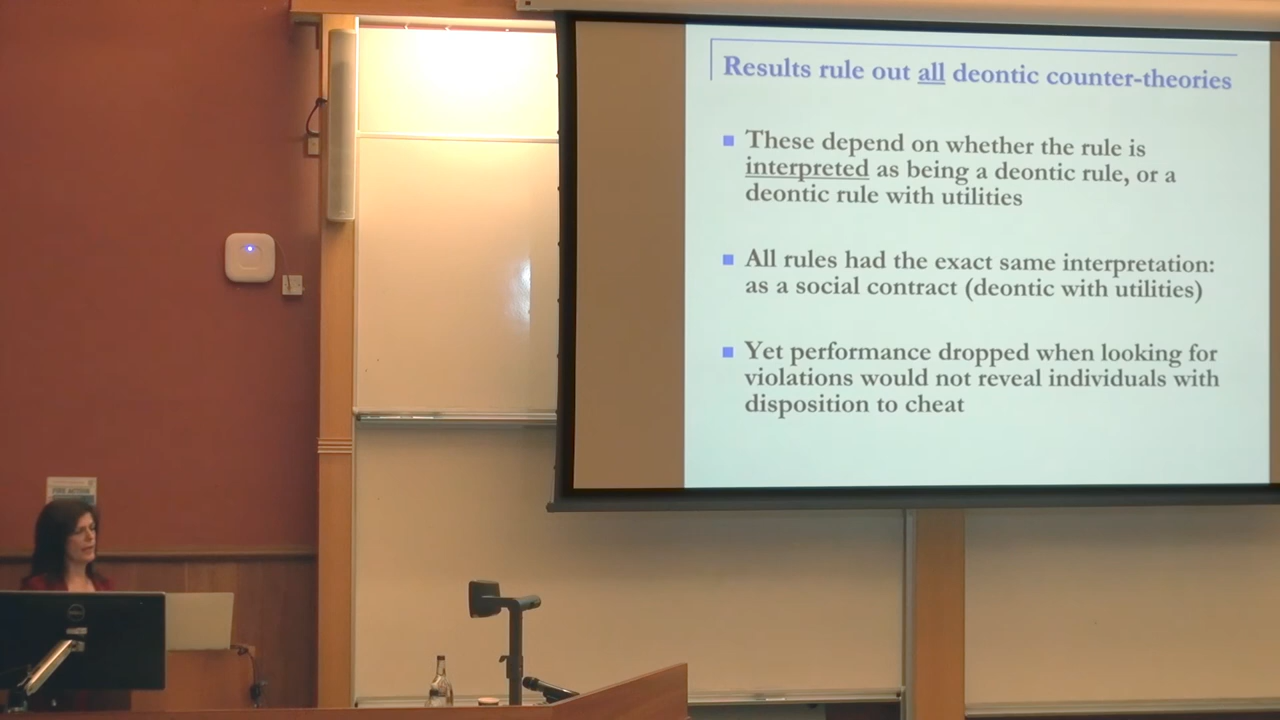 Results rule out all deontic counter-theories
These depend on whether the rule is
interpreted as being a deontic rule, or a
deontic rule with utilities
All rules had the exact same interpretation:
as a social contract (deontic with utilities)
Yet performance dropped when looking for
violations would not reveal individuals with
disposition to cheat
FIRE ACTION